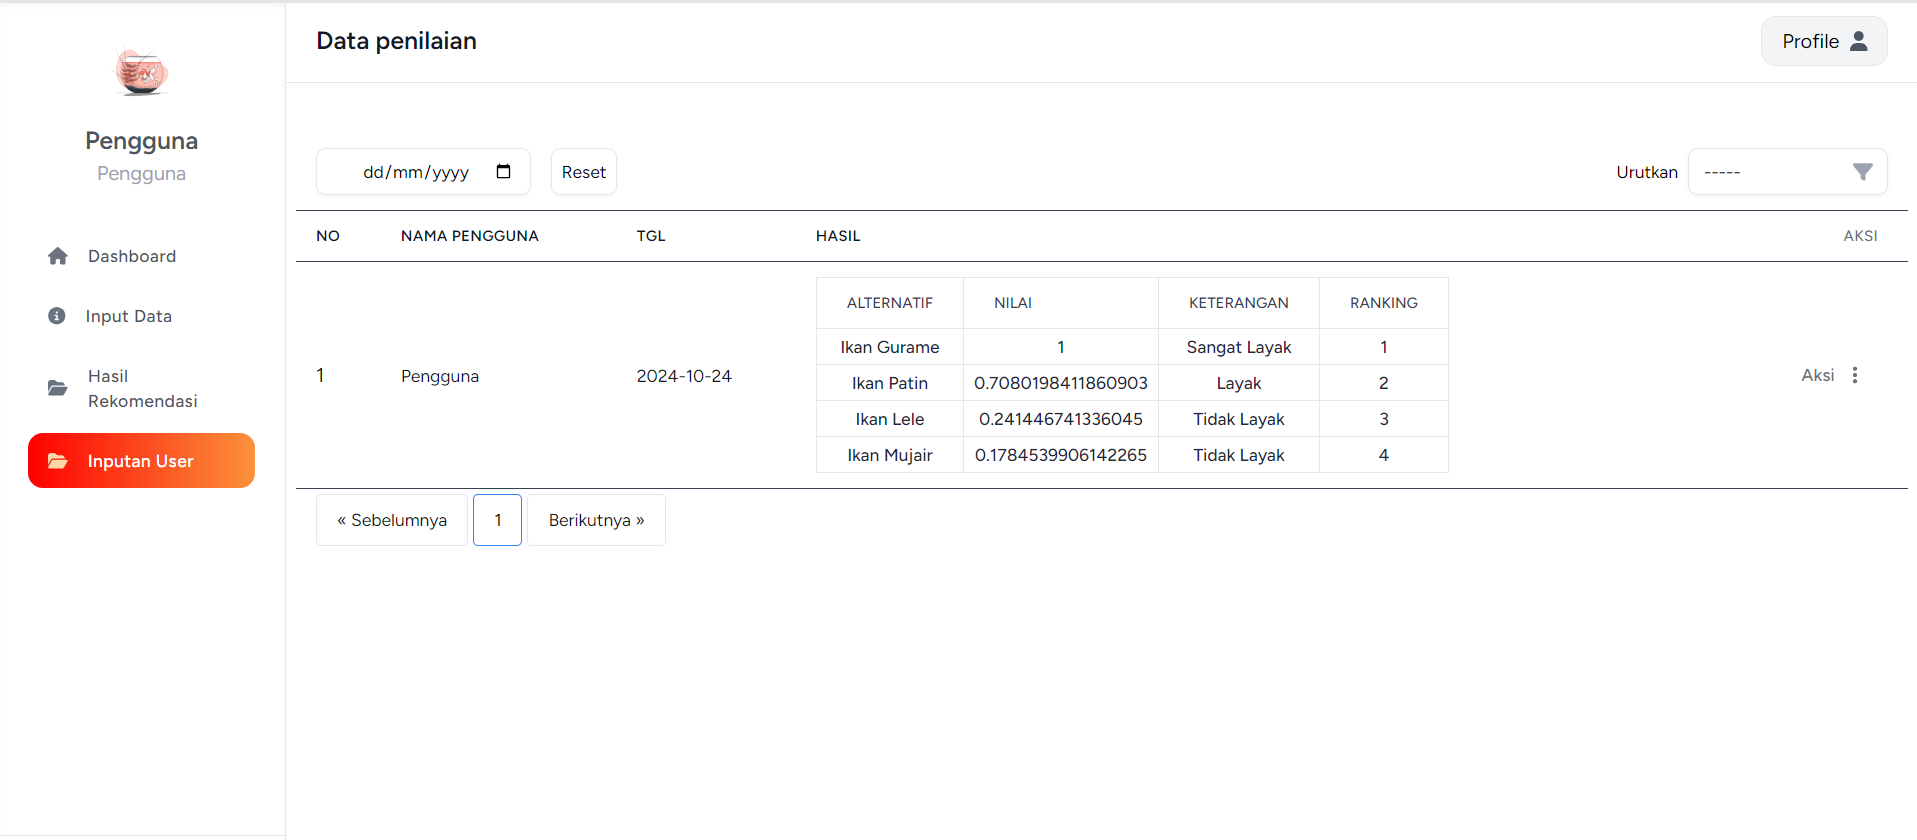 Data penilaian
Profile
Pengguna
Pengguna
Dashboard
Input Data
Hasil
Rekomendasi
Inputan User
dd/mm/yyyy Reset Urutkan -----
NO NAMA PENGGUNA TGL HASIL AKSI
ALTERNATIF NILAI KETERANGAN RANKING
Ikan Gurame 1 Sangat Layak 1
Ikan Patin 0.7080198411860903 Layak 2
Ikan Lele 0.241446741336045 Tidak Layak 3
Ikan Mujair 0.1784539906142265 Tidak Layak 4
1 Pengguna 2024-10-24 Aksi
« Sebelumnya 1 Berikutnya »